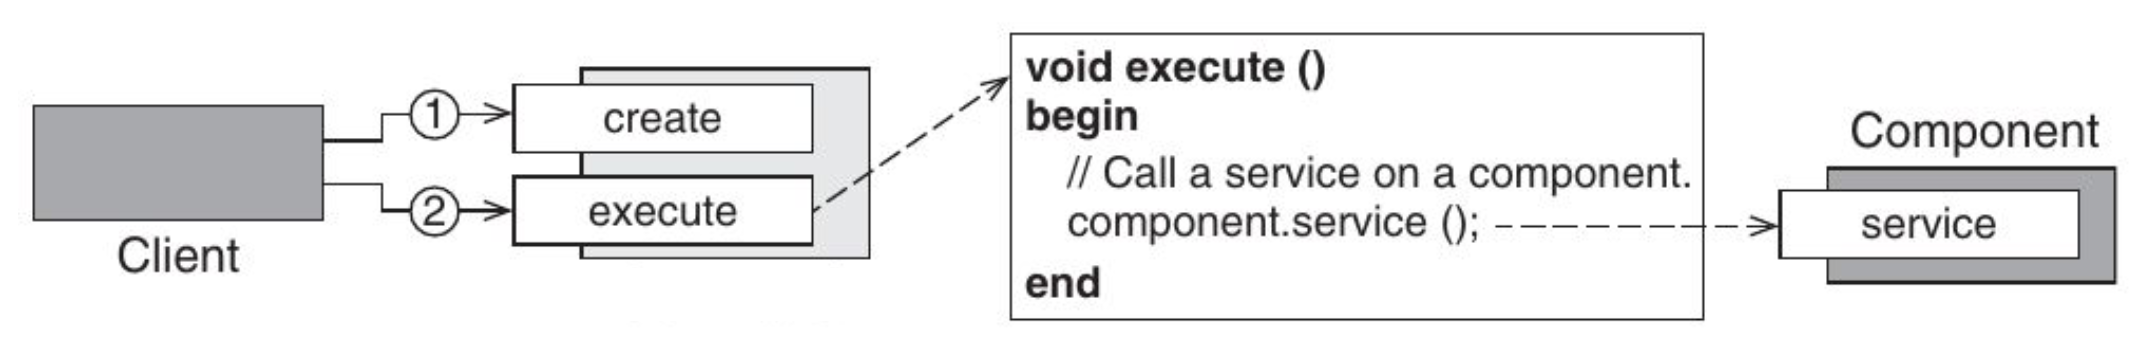 Client
1
create
2
execute
void execute ()
begin
// Call a service on a component.
component.service ();
end
Component
service